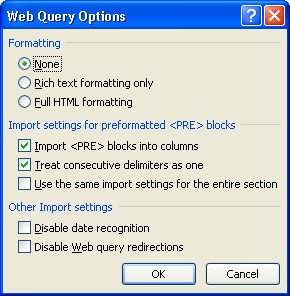 Web Query Options
Formatting
None
Rich text formatting only
Full HTML formatting
Import settings for preformatted <PRE> blocks
Import <PRE> blocks into columns
Treat consecutive delimiters as one
Use the same import settings for the entire section
Other Import settings
Disable date recognition
Disable Web query redirections
OK Cancel